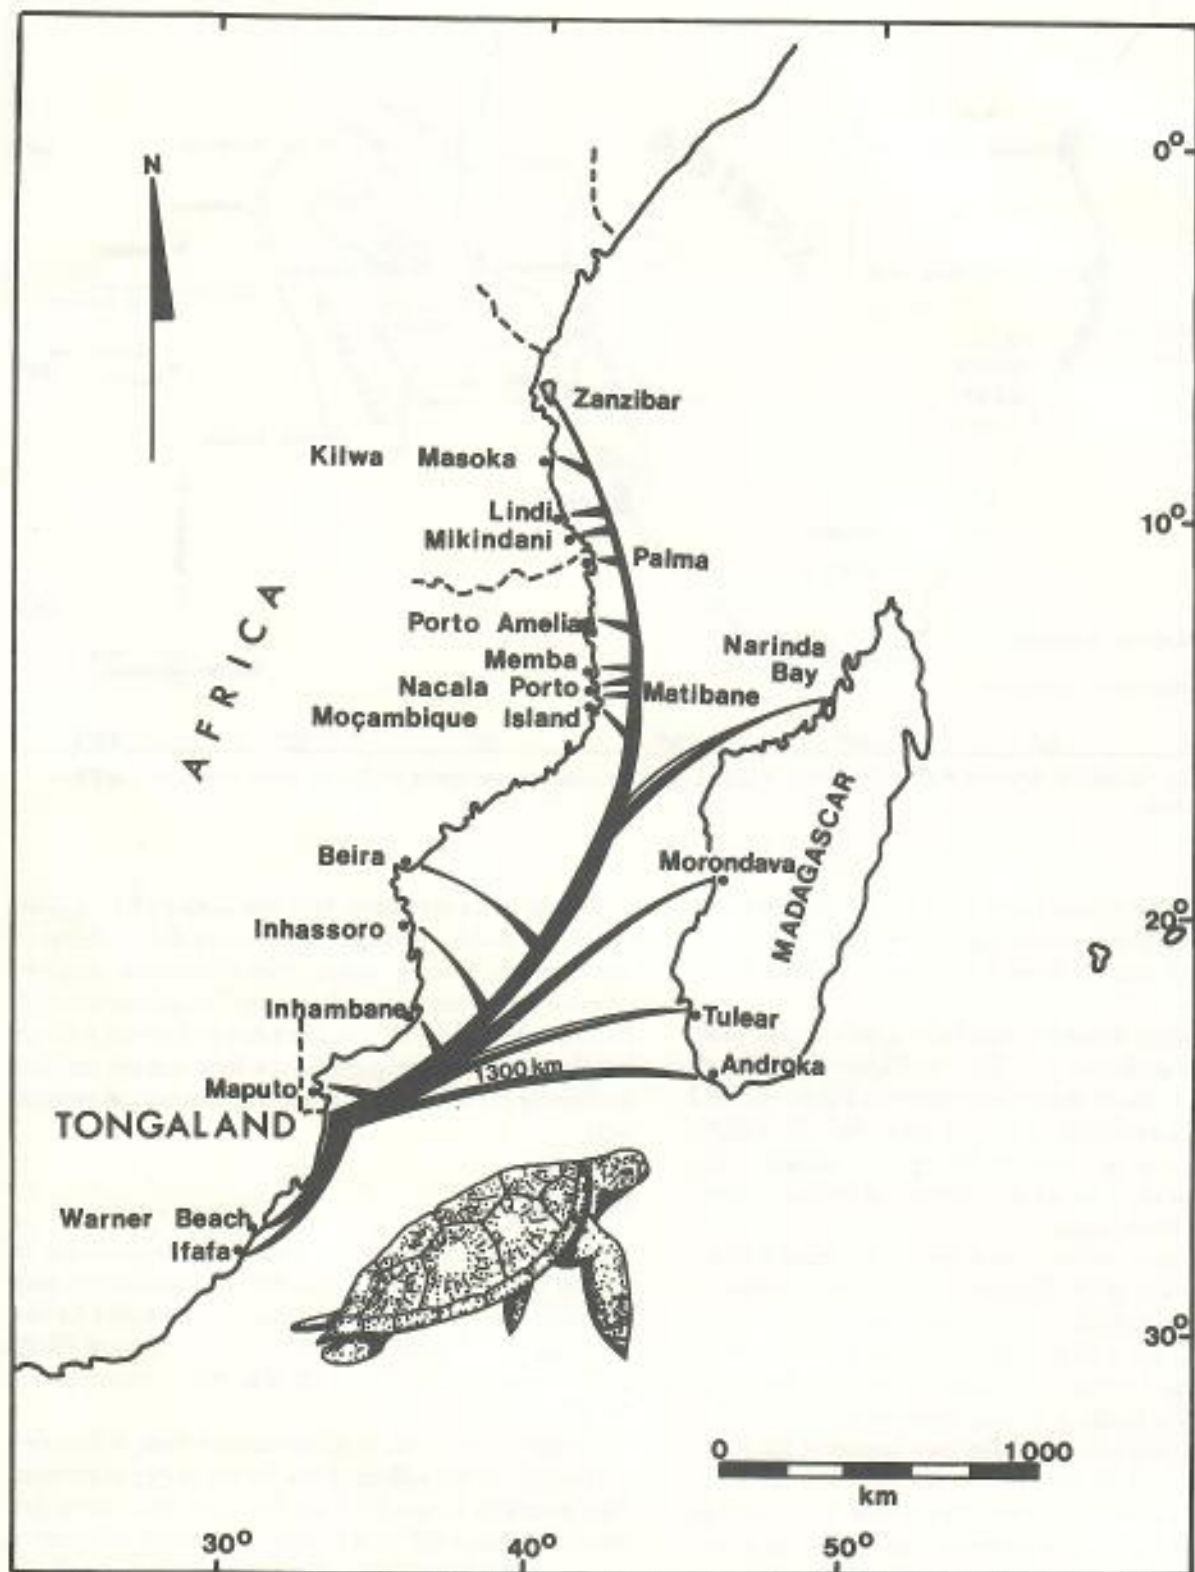 N
0°
Zanzibar
Kilwa Masoka
Lindi
10°
Mikindani
Palma
AFRICA
Porto Amelia
Narinda
Bay
Memba
Nacala Porto
Matibane
Moçambique Island
MADAGASCAR
Beira
Morondava
20°
Inhassoro
Inhambane
Tulear
1300 km
Androka
Maputo
TONGALAND
Warner Beach
Ifafa
30°
0 1000
km
30° 40° 50°